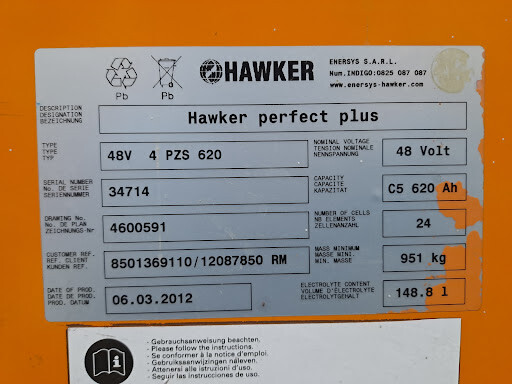 Pb
Pb
HAWKER
ENERSYS S.A.R.L.
Num.INDIGO:0825 087 087
www.enersys-hawker.com
DESCRIPTION
DESIGNATION
BEZEICHNUNG
Hawker perfect plus
TYPE
TYPE
TYP
48V 4 PZS 620
NOMINAL VOLTAGE
TENSION NOMINALE
NENNSPANNUNG
48 Volt
SERIAL NUMBER
No. DE SERIE
SERIENNUMMER
34714
CAPACITY
CAPACITE
KAPAZITAT
C5 620 Ah
DRAWING No.
No. DE PLAN
ZEICHNUNGS-Nr
4600591
NUMBER OF CELLS
NB ELEMENTS
ZELLENANZAHL
24
CUSTOMER REF.
REF. CLIENT
KUNDEN REF.
8501369110/12087850 RM
MASS MINIMUM
MASSE MINI.
MIN. MASSE
951 kg
DATE OF PROD.
DATE DE PROD.
PROD. DATUM
06.03.2012
ELECTROLYTE CONTENT
VOLUME D'ELECTROLYTE
ELECTROLYTGEHALT
148.8 l
- Gebrauchsanweisung beachten.
- Please follow the instructions.
- Se conformer à la notice d'emploi.
- Gebruiksaanwijzingen náleven.
- Attenersi alle istruzioni d'uso.
- Seguir las instrucciones de uso.